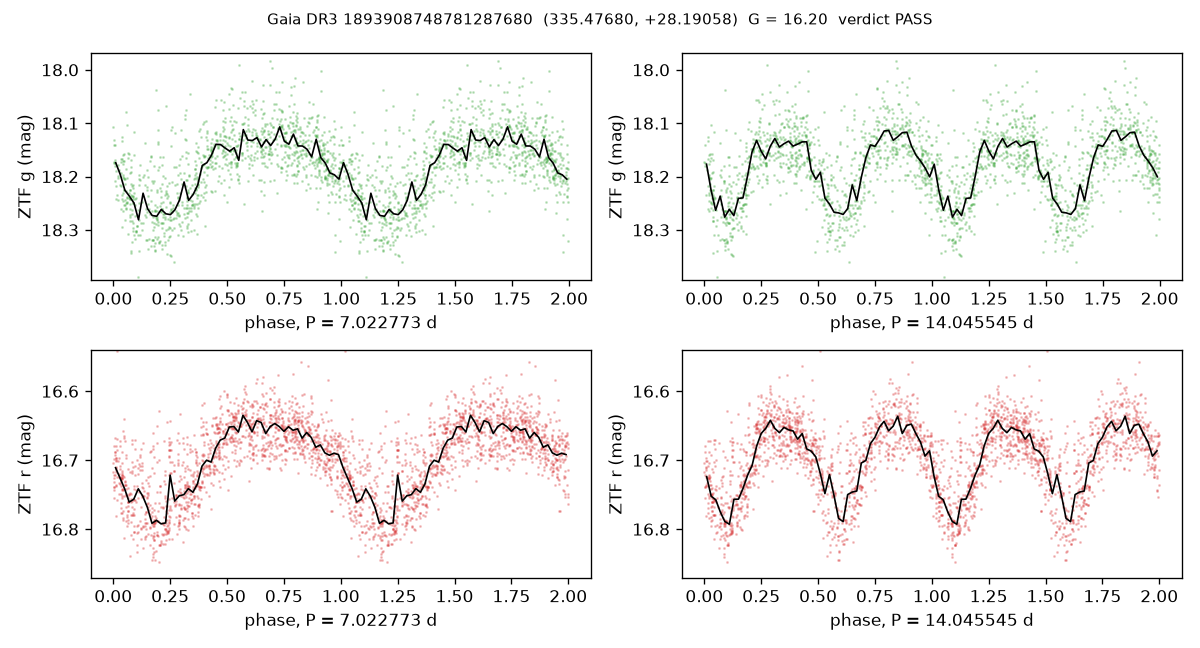 Gaia DR3 1893908748781287680  (335.47680, +28.19058)  G = 16.20  verdict PASS
ZTF g (mag)
18.0
18.1
18.2
18.3
0.00 0.25 0.50 0.75 1.00 1.25 1.50 1.75 2.00
phase, P = 7.022773 d
ZTF g (mag)
18.0
18.1
18.2
18.3
0.00 0.25 0.50 0.75 1.00 1.25 1.50 1.75 2.00
phase, P = 14.045545 d
ZTF r (mag)
16.6
16.7
16.8
0.00 0.25 0.50 0.75 1.00 1.25 1.50 1.75 2.00
phase, P = 7.022773 d
ZTF r (mag)
16.6
16.7
16.8
0.00 0.25 0.50 0.75 1.00 1.25 1.50 1.75 2.00
phase, P = 14.045545 d